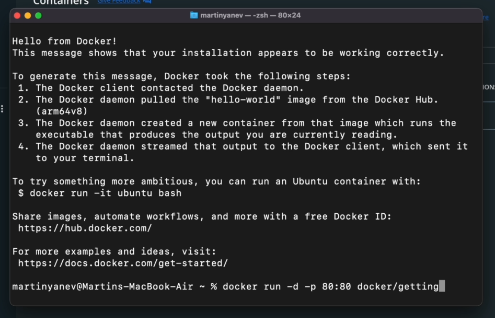 Containers Give Feedback
martinyanev — -zsh — 80×24
Hello from Docker!
This message shows that your installation appears to be working correctly.
To generate this message, Docker took the following steps:
1. The Docker client contacted the Docker daemon.
2. The Docker daemon pulled the "hello-world" image from the Docker Hub.
(arm64v8)
3. The Docker daemon created a new container from that image which runs the
executable that produces the output you are currently reading.
4. The Docker daemon streamed that output to the Docker client, which sent it
to your terminal.
To try something more ambitious, you can run an Ubuntu container with:
$ docker run -it ubuntu bash
Share images, automate workflows, and more with a free Docker ID:
https://hub.docker.com/
For more examples and ideas, visit:
https://docs.docker.com/get-started/
martinyanev@Martins-MacBook-Air ~ % docker run -d -p 80:80 docker/getting